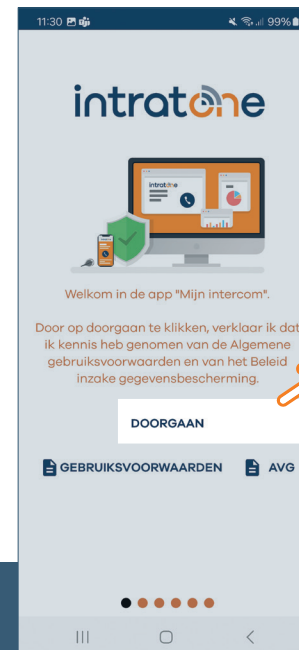 11:30
99%
intratone
intratone
Welkom in de app "Mijn intercom".
Door op doorgaan te klikken, verklaar ik dat
ik kennis heb genomen van de Algemene
gebruiksvoorwaarden en van het Beleid
inzake gegevensbescherming.
DOORGAAN
GEBRUIKSVOORWAARDEN AVG